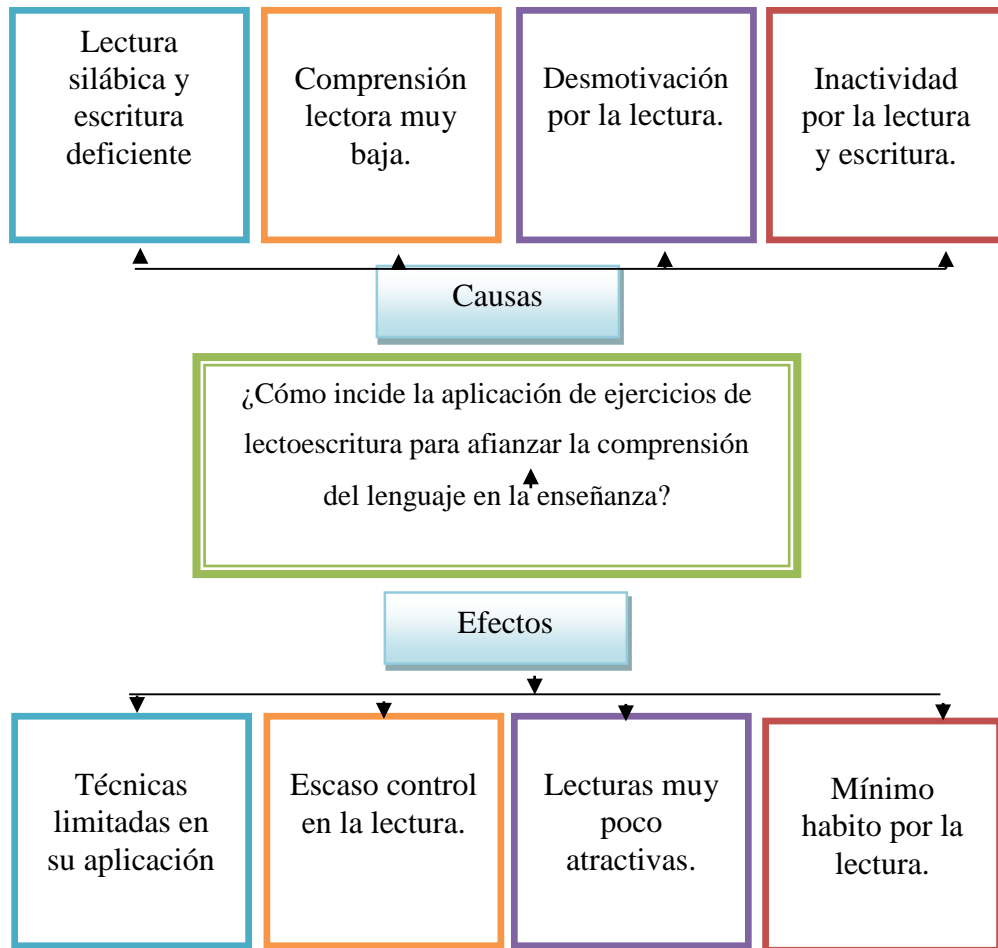 Lectura
silábica y
escritura
deficiente
Comprensión
lectora muy
baja.
Desmotivación
por la lectura.
Inactividad
por la lectura
y escritura.
Causas
¿Cómo incide la aplicación de ejercicios de
lectoescritura para afianzar la comprensión
del lenguaje en la enseñanza?
Efectos
Técnicas
limitadas en
su aplicación
Escaso control
en la lectura.
Lecturas muy
poco
atractivas.
Mínimo
habito por la
lectura.